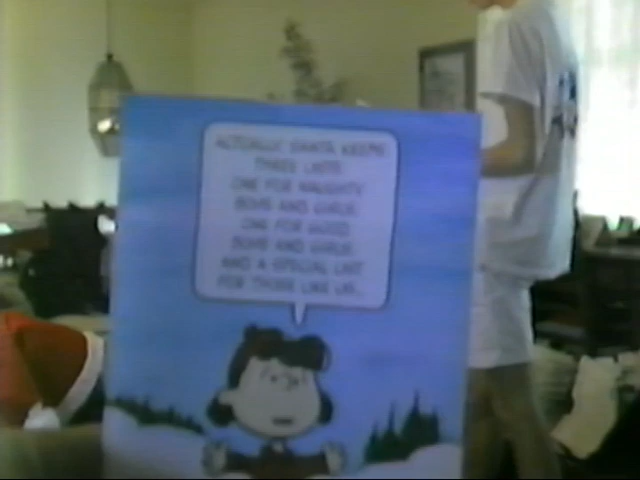 ACTUALLY, SANTA KEEPS
THREE LISTS:
ONE FOR NAUGHTY
BOYS AND GIRLS,
ONE FOR GOOD
BOYS AND GIRLS,
AND A SPECIAL LIST
FOR THOSE LIKE US...